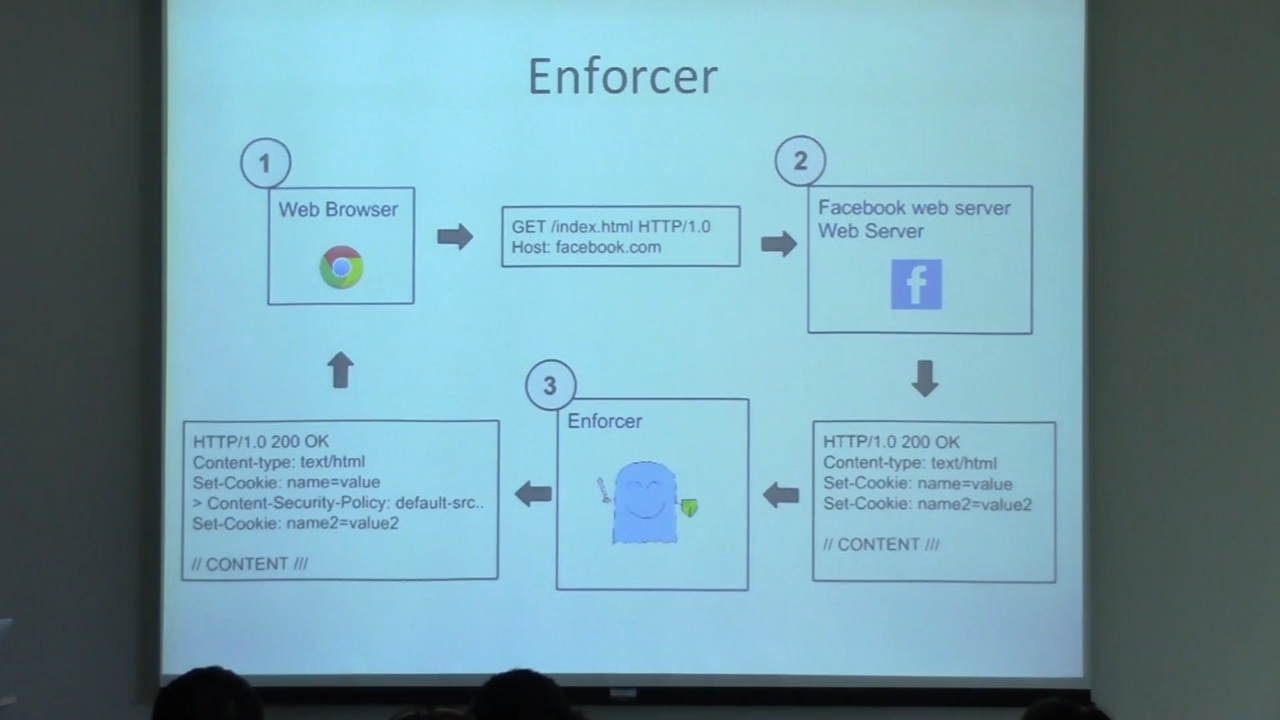 Enforcer
1
Web Browser
GET /index.html HTTP/1.0
Host: facebook.com
2
Facebook web server
Web Server
f
3
Enforcer
HTTP/1.0 200 OK
Content-type: text/html
Set-Cookie: name=value
Set-Cookie: name2=value2
// CONTENT ///
HTTP/1.0 200 OK
Content-type: text/html
Set-Cookie: name=value
> Content-Security-Policy: default-src..
Set-Cookie: name2=value2
// CONTENT ///